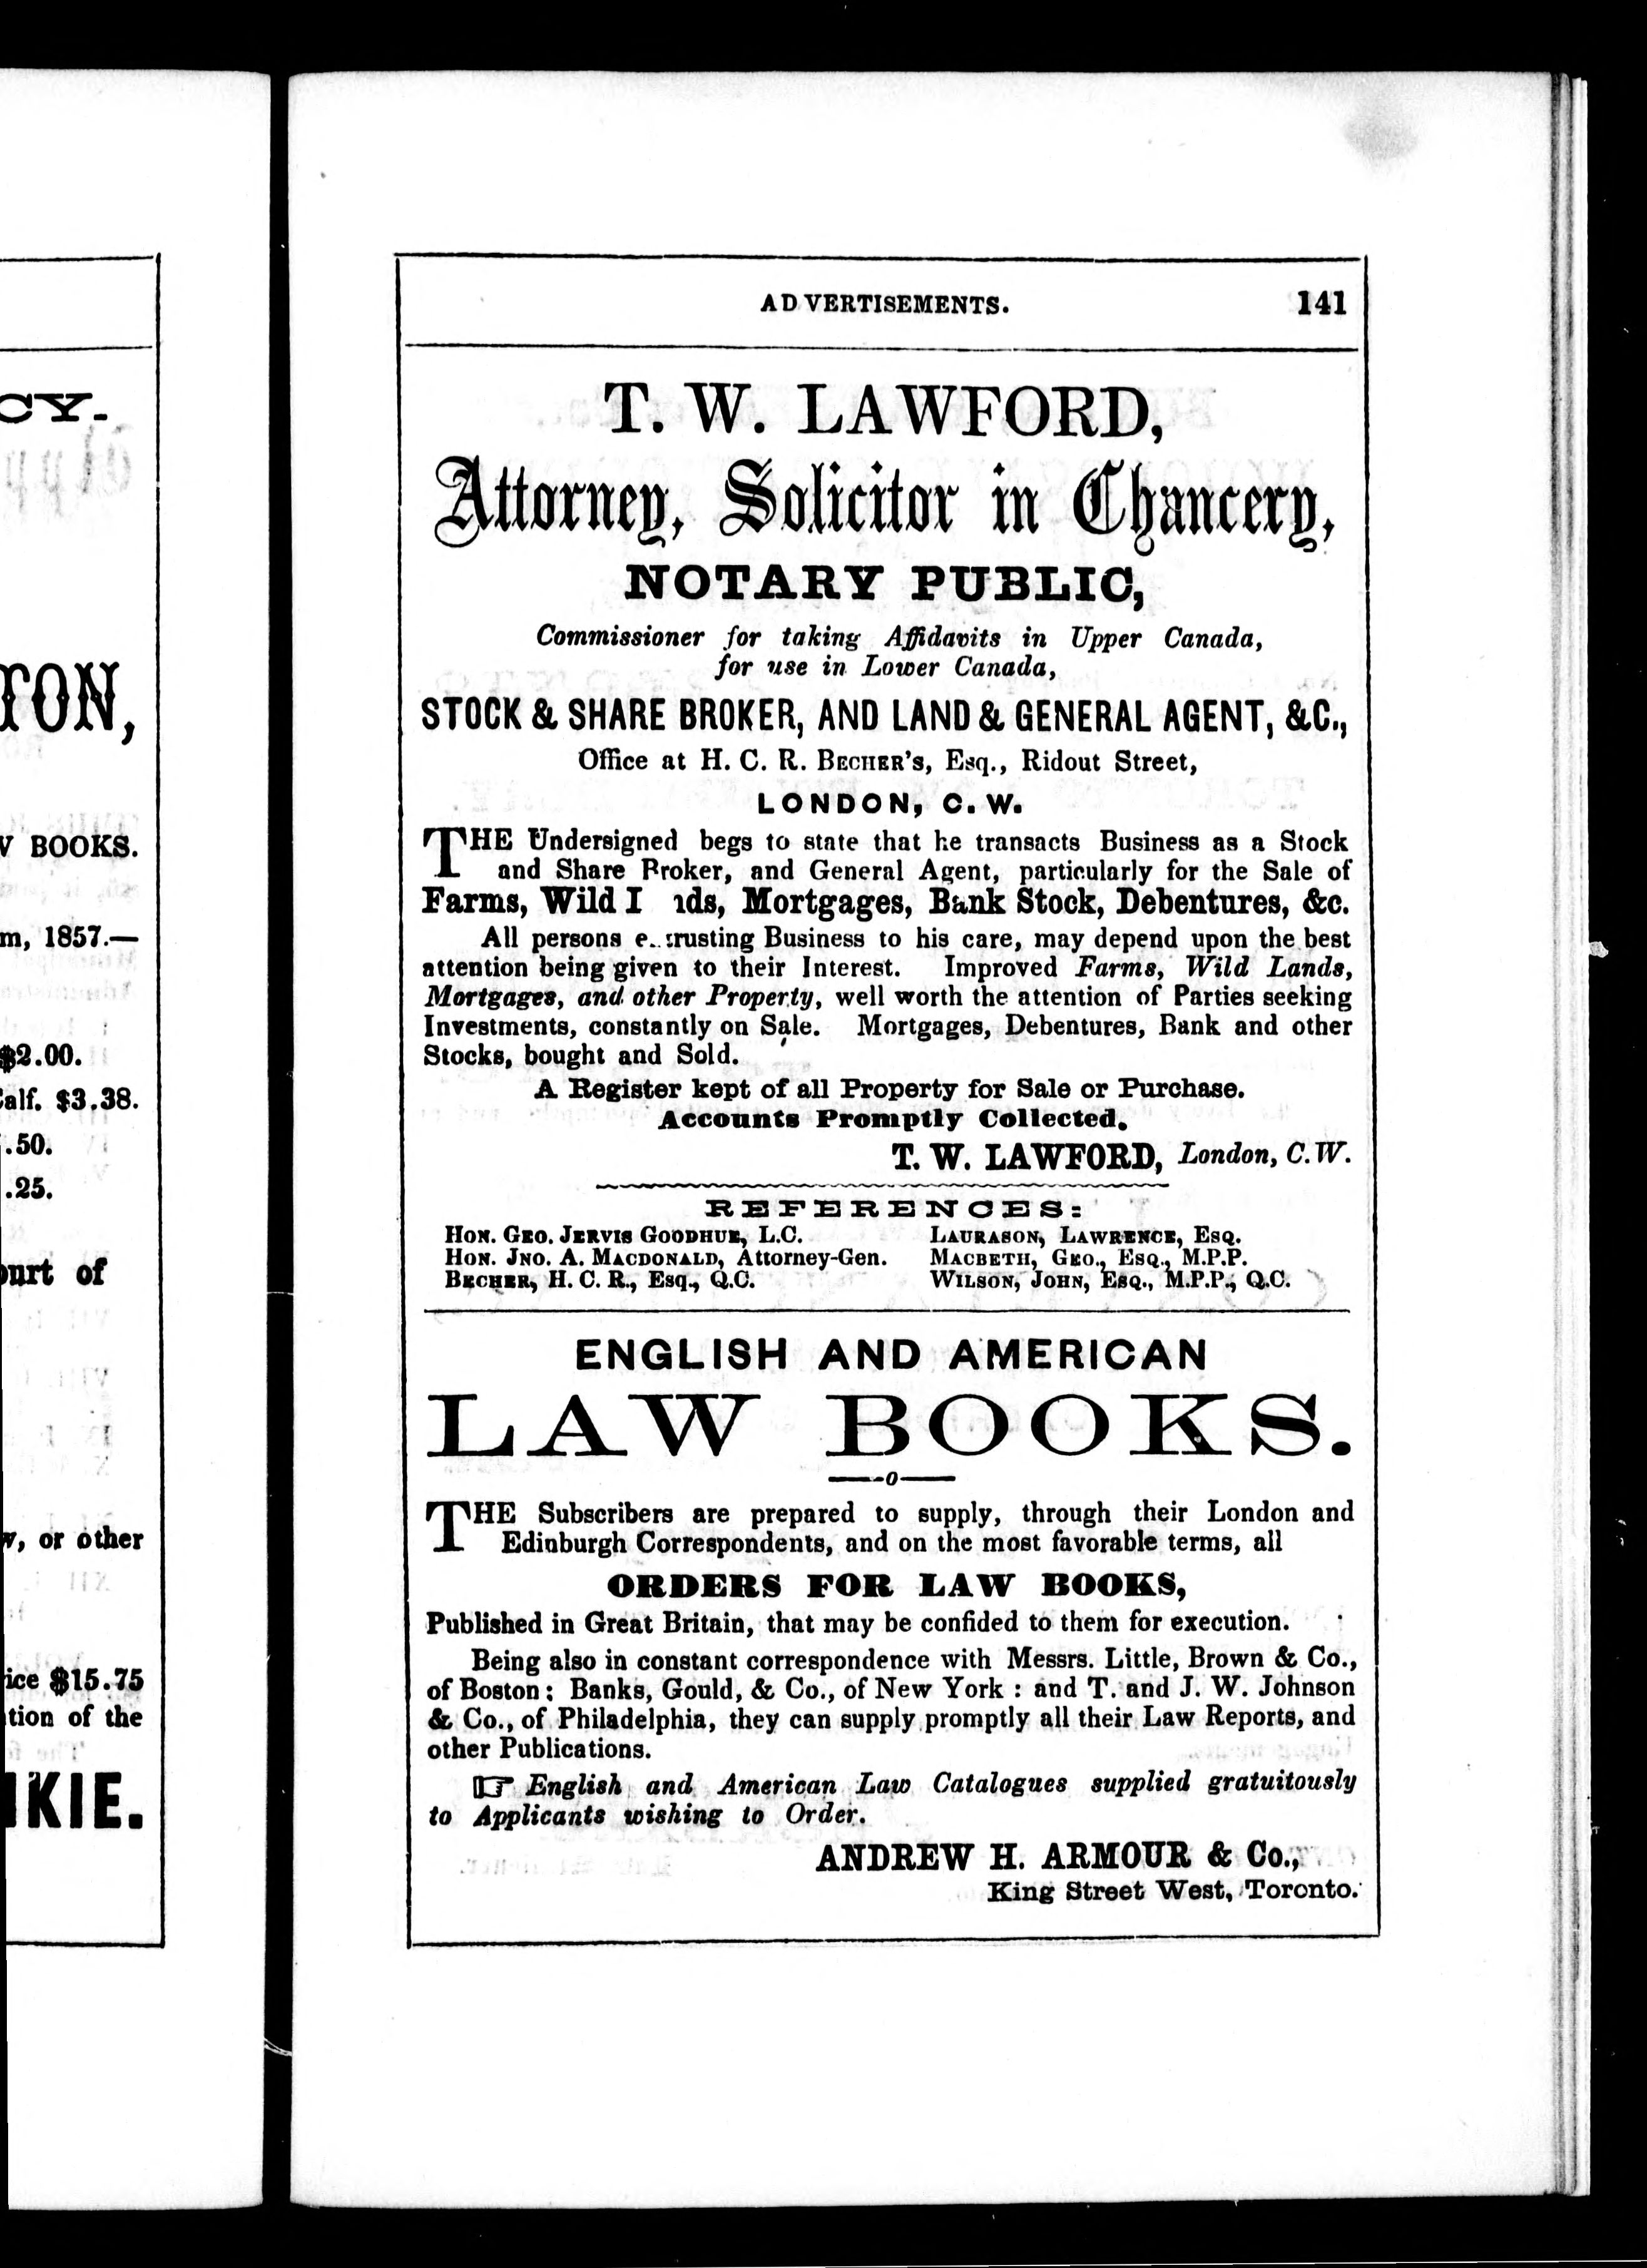 CY.
TON,
BOOKS.
m, 1857.—
$2.00.
alf. $3.38.
.50.
.25.
urt of
or other
ice $15.75
tion of the
KIE.
ADVERTISEMENTS. 141
T. W. LAWFORD,
Attorney, Solicitor in Chancery,
NOTARY PUBLIC,
Commissioner for taking Affidavits in Upper Canada,
for use in Lower Canada,
STOCK & SHARE BROKER, AND LAND & GENERAL AGENT, &C.,
Office at H. C. R. BECHER'S, Esq., Ridout Street,
LONDON, C. W.
THE Undersigned begs to state that he transacts Business as a Stock
and Share Broker, and General Agent, particularly for the Sale of
Farms, Wild ds, Mortgages, Bank Stock, Debentures, &c.
All persons e trusting Business to his care, may depend upon the best
attention being given to their Interest. Improved Farms, Wild Lands,
Mortgages, and other Property, well worth the attention of Parties seeking
Investments, constantly on Sale. Mortgages, Debentures, Bank and other
Stocks, bought and Sold.
A Register kept of all Property for Sale or Purchase.
Accounts Promptly Collected.
T. W. LAWFORD, London, C.W.
REFERENCES:
HON. GEO. JERVIS GOODHUE, L.C. LAURASON, LAWRENCE, ESQ.
HON. JNO. A. MACDONALD, Attorney-Gen. MACBETH, GEO., ESQ., M.P.P.
BECHER, H. C. R., Esq., Q.C. WILSON, JOHN, ESQ., M.P.P., Q.C.
ENGLISH AND AMERICAN
LAW BOOKS.
—o—
THE Subscribers are prepared to supply, through their London and
Edinburgh Correspondents, and on the most favorable terms, all
ORDERS FOR LAW BOOKS,
Published in Great Britain, that may be confided to them for execution.
Being also in constant correspondence with Messrs. Little, Brown & Co.,
of Boston; Banks, Gould, & Co., of New York : and T. and J. W. Johnson
& Co., of Philadelphia, they can supply promptly all their Law Reports, and
other Publications.
☞ English and American Law Catalogues supplied gratuitously
to Applicants wishing to Order.
ANDREW H. ARMOUR & Co.,
King Street West, Toronto.